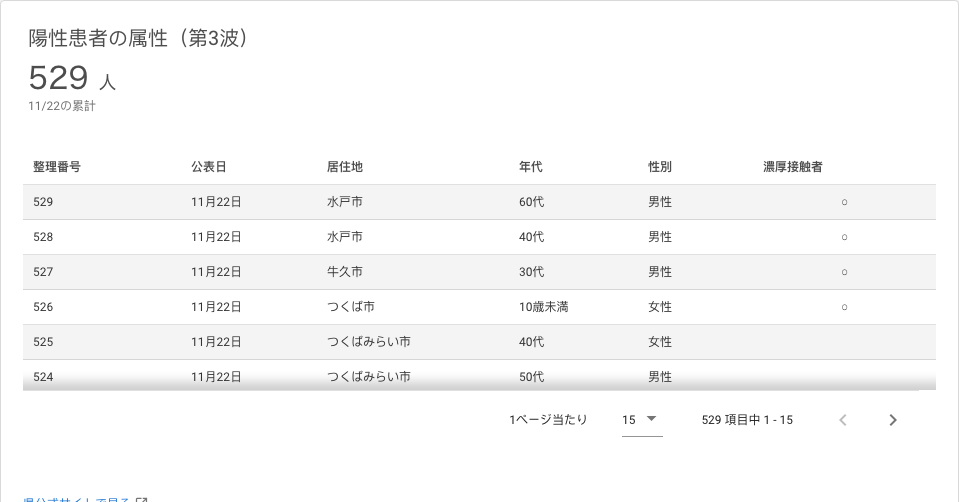 陽性患者の属性（第3波）
529 人
11/22の累計
整理番号 公表日 居住地 年代 性別 濃厚接触者
529 11月22日 水戸市 60代 男性 ○
528 11月22日 水戸市 40代 男性 ○
527 11月22日 牛久市 30代 男性 ○
526 11月22日 つくば市 10歳未満 女性 ○
525 11月22日 つくばみらい市 40代 女性
524 11月22日 つくばみらい市 50代 男性
1ページ当たり 15 529 項目中 1 - 15